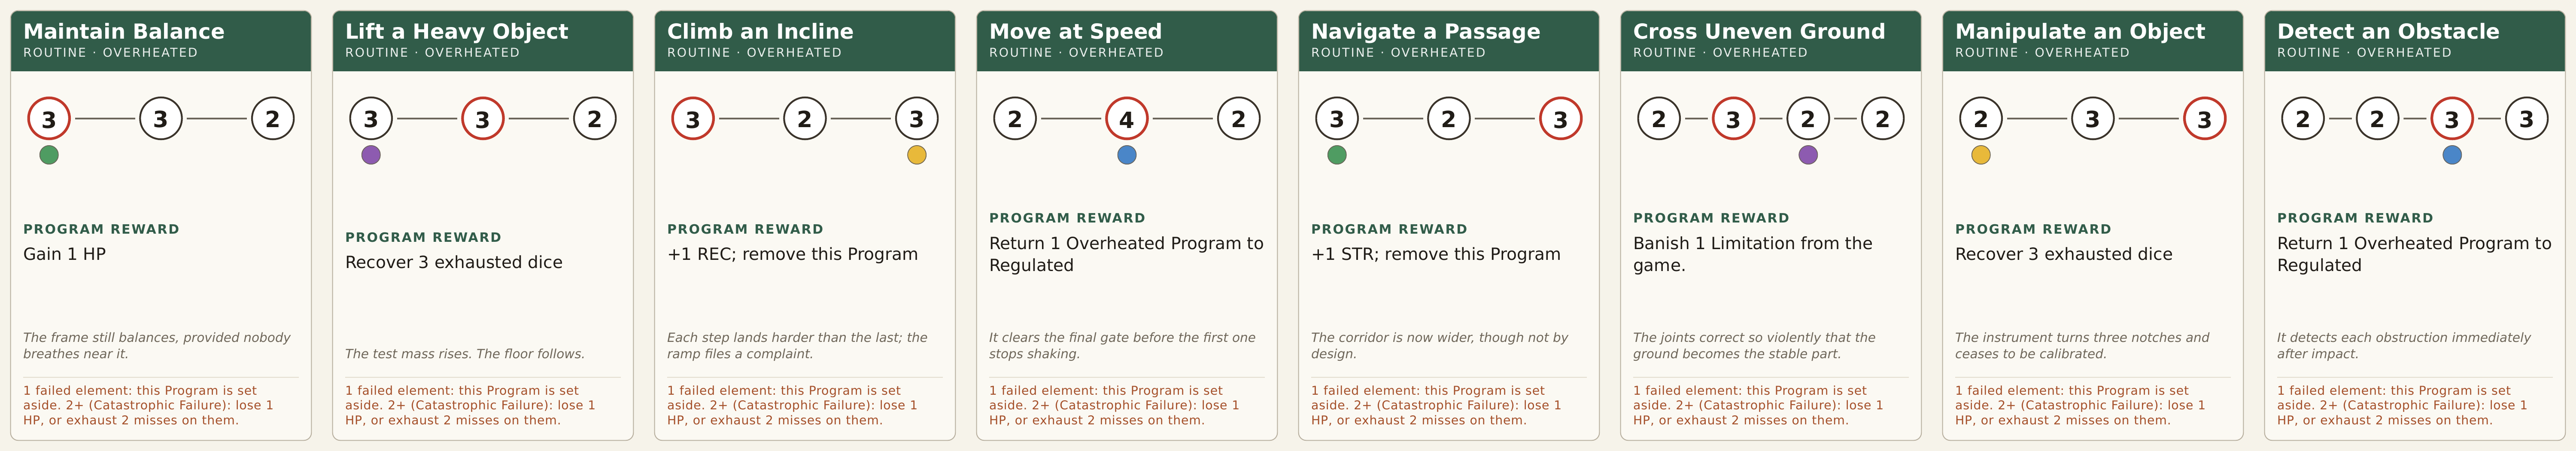 Maintain Balance
ROUTINE · OVERHEATED
3 3 2
PROGRAM REWARD
Gain 1 HP
The frame still balances, provided nobody
breathes near it.
1 failed element: this Program is set
aside. 2+ (Catastrophic Failure): lose 1
HP, or exhaust 2 misses on them.
Lift a Heavy Object
ROUTINE · OVERHEATED
3 3 2
PROGRAM REWARD
Recover 3 exhausted dice
The test mass rises. The floor follows.
1 failed element: this Program is set
aside. 2+ (Catastrophic Failure): lose 1
HP, or exhaust 2 misses on them.
Climb an Incline
ROUTINE · OVERHEATED
3 2 3
PROGRAM REWARD
+1 REC; remove this Program
Each step lands harder than the last; the
ramp files a complaint.
1 failed element: this Program is set
aside. 2+ (Catastrophic Failure): lose 1
HP, or exhaust 2 misses on them.
Move at Speed
ROUTINE · OVERHEATED
2 4 2
PROGRAM REWARD
Return 1 Overheated Program to
Regulated
It clears the final gate before the first one
stops shaking.
1 failed element: this Program is set
aside. 2+ (Catastrophic Failure): lose 1
HP, or exhaust 2 misses on them.
Navigate a Passage
ROUTINE · OVERHEATED
3 2 3
PROGRAM REWARD
+1 STR; remove this Program
The corridor is now wider, though not by
design.
1 failed element: this Program is set
aside. 2+ (Catastrophic Failure): lose 1
HP, or exhaust 2 misses on them.
Cross Uneven Ground
ROUTINE · OVERHEATED
2 3 2 2
PROGRAM REWARD
Banish 1 Limitation from the
game.
The joints correct so violently that the
ground becomes the stable part.
1 failed element: this Program is set
aside. 2+ (Catastrophic Failure): lose 1
HP, or exhaust 2 misses on them.
Manipulate an Object
ROUTINE · OVERHEATED
2 3 3
PROGRAM REWARD
Recover 3 exhausted dice
The instrument turns three notches and
ceases to be calibrated.
1 failed element: this Program is set
aside. 2+ (Catastrophic Failure): lose 1
HP, or exhaust 2 misses on them.
Detect an Obstacle
ROUTINE · OVERHEATED
2 2 3 3
PROGRAM REWARD
Return 1 Overheated Program to
Regulated
It detects each obstruction immediately
after impact.
1 failed element: this Program is set
aside. 2+ (Catastrophic Failure): lose 1
HP, or exhaust 2 misses on them.